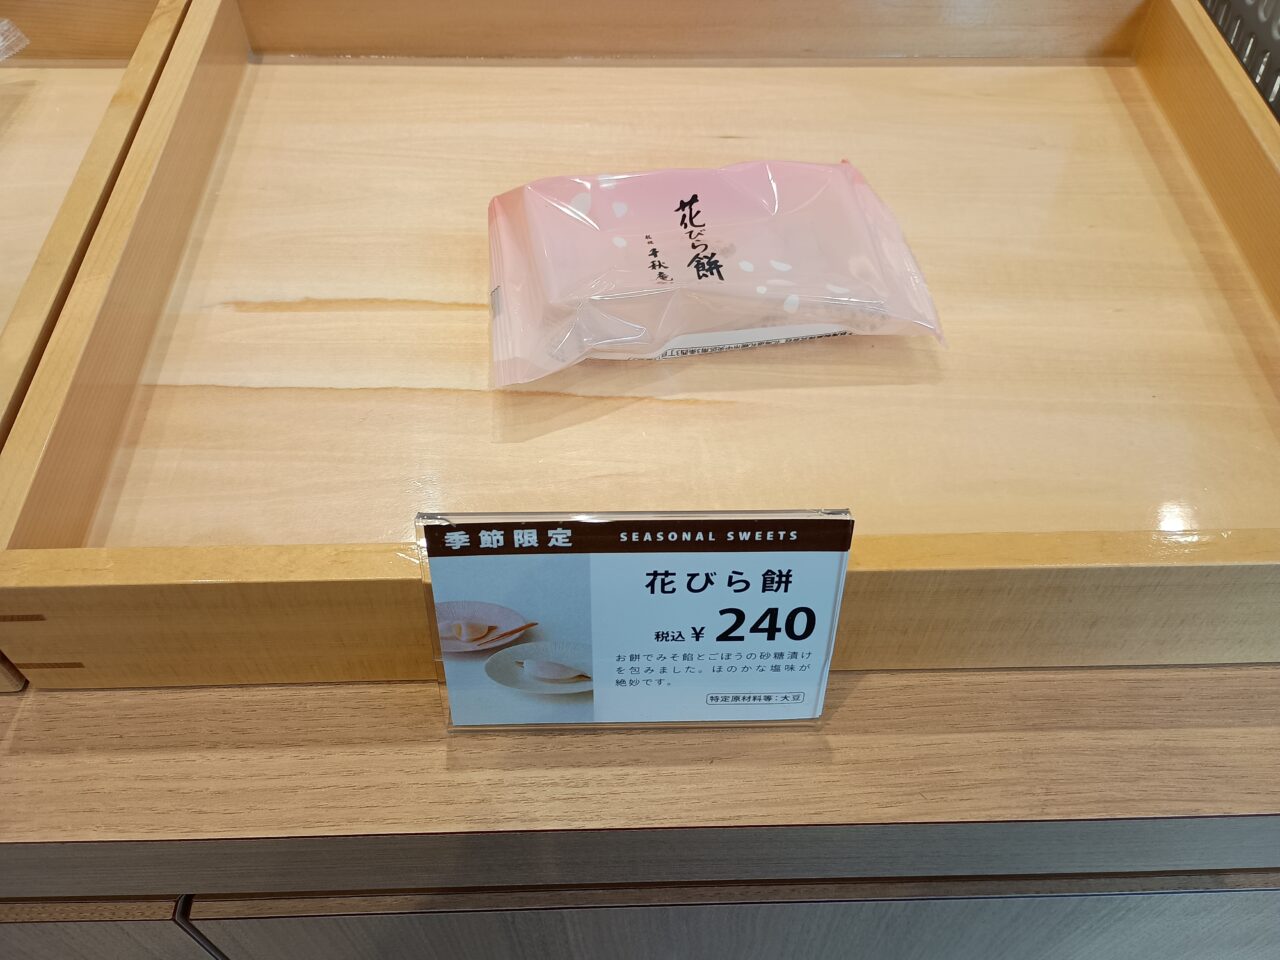 花びら餅
千秋庵
季節限定 SEASONAL SWEETS
花びら餅
税込￥240
お餅でみそ餡とごぼうの砂糖漬け
を包みました。ほのかな塩味が
絶妙です。
特定原材料等：大豆